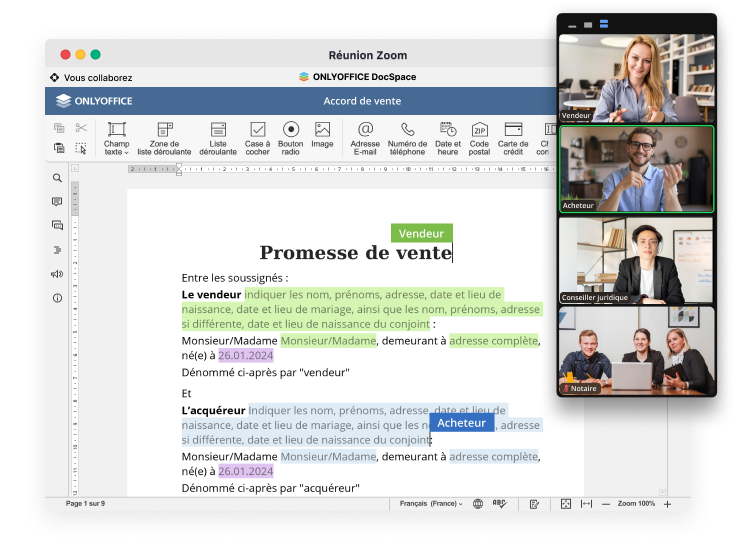 Réunion Zoom
Vous collaborez
ONLYOFFICE DocSpace
ONLYOFFICE
Accord de vente
Champ texte
Zone de liste déroulante
Liste déroulante
Case à cocher
Bouton radio
Image
Adresse E-mail
Numéro de téléphone
Date et heure
ZIP
Code postal
Carte de crédit
Vendeur
Promesse de vente
Entre les soussignés :
Le vendeur indiquer les nom, prénoms, adresse, date et lieu de
naissance, date et lieu de mariage, ainsi que les nom, prénoms, adresse
si différente, date et lieu de naissance du conjoint :
Monsieur/Madame Monsieur/Madame, demeurant à adresse complète,
né(e) à 26.01.2024
Dénommé ci-après par "vendeur"
Et
L’acquéreur Indiquer les nom, prénoms, adresse, date et lieu de
Acheteur
naissance, date et lieu de mariage, ainsi que les adresse
si différente, date et lieu de naissance du conjoint:
Monsieur/Madame Monsieur/Madame, demeurant à adresse complète,
né(e) à 26.01.2024
Dénommé ci-après par "acquéreur"
Page 1 sur 9
Français (France)
Zoom 100%
Vendeur
Acheteur
Conseiller juridique
Notaire